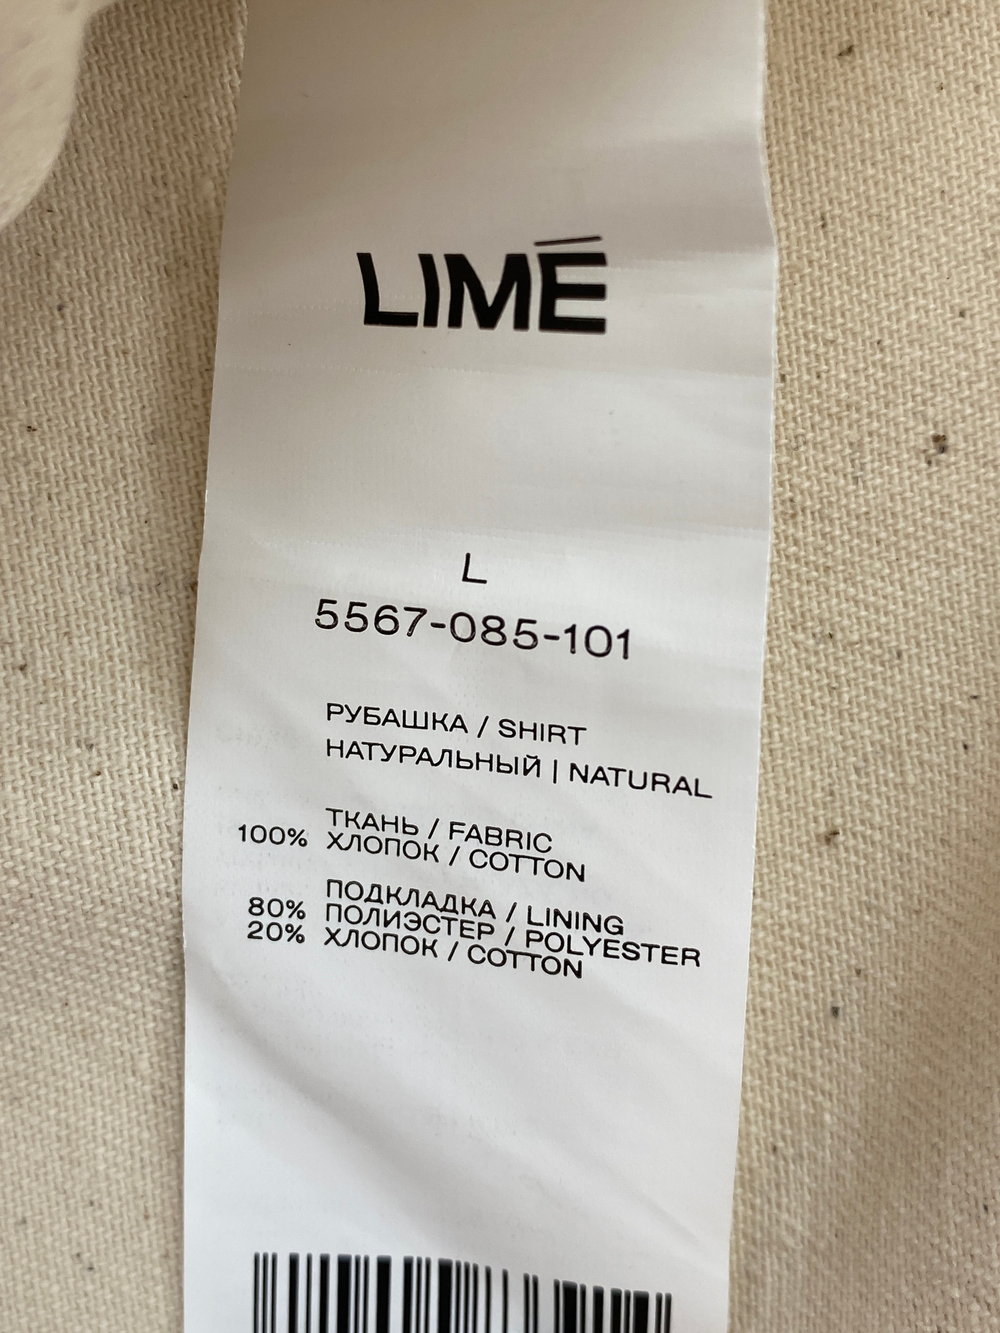 LIMÉ
L
5567-085-101
РУБАШКА / SHIRT
НАТУРАЛЬНЫЙ | NATURAL
ТКАНЬ / FABRIC
100% ХЛОПОК / COTTON
ПОДКЛАДКА / LINING
80% ПОЛИЭСТЕР / POLYESTER
20% ХЛОПОК / COTTON